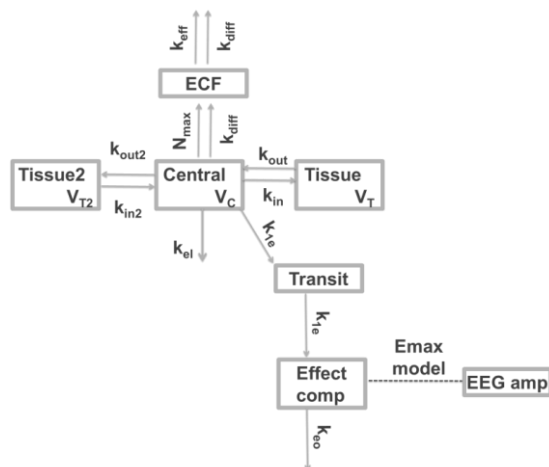 k_eff
k_diff
ECF
N_max
k_diff
k_out2
k_out
Tissue2
V_T2
Central
V_C
Tissue
V_T
k_in2
k_in
k_el
k_1e
Transit
k_1e
Emax
model
Effect
comp
EEG amp
k_eo